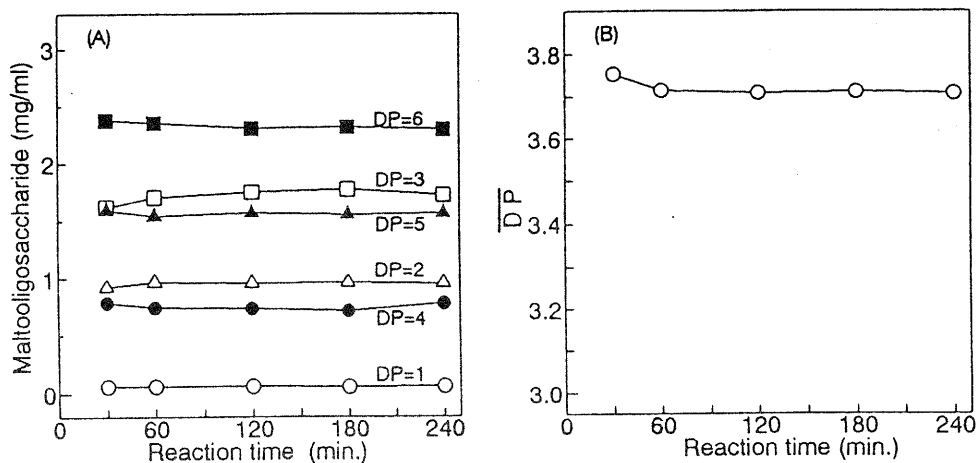 (A)
Maltooligosaccharide (mg/ml)
3
2
1
0
DP=6
DP=3
DP=5
DP=2
DP=4
DP=1
0 60 120 180 240
Reaction time (min.)
(B)
DP
3.8
3.6
3.4
3.2
3.0
0 60 120 180 240
Reaction time (min.)